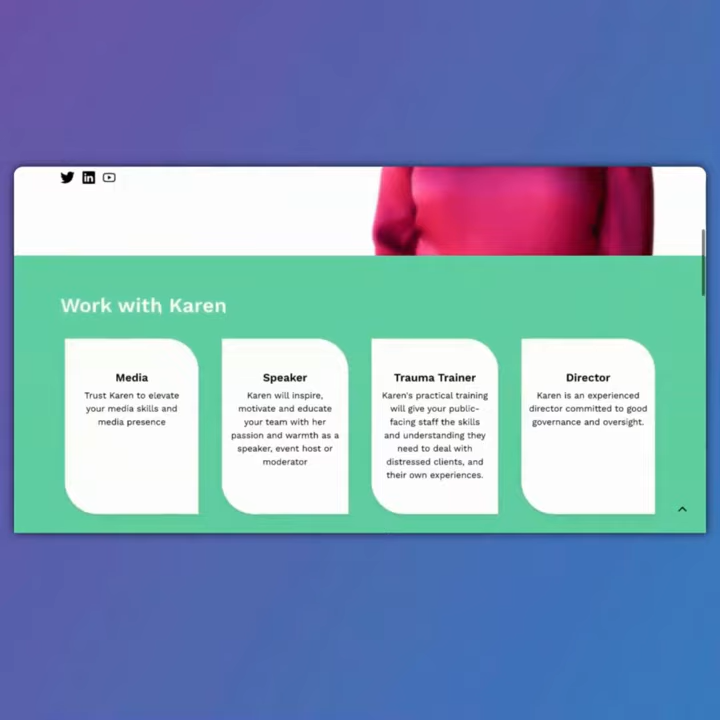 Work with Karen
Media
Trust Karen to elevate
your media skills and
media presence
Speaker
Karen will inspire,
motivate and educate
your team with her
passion and warmth as a
speaker, event host or
moderator
Trauma Trainer
Karen's practical training
will give your public-
facing staff the skills
and understanding they
need to deal with
distressed clients, and
their own experiences.
Director
Karen is an experienced
director committed to good
governance and oversight.